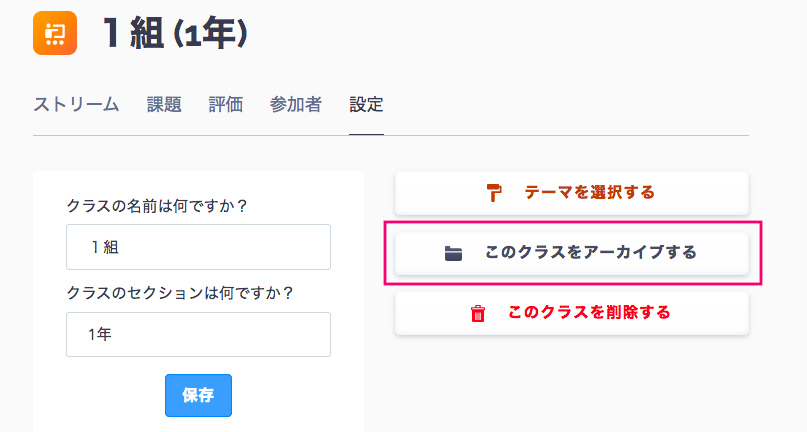 １組 (1年)
ストリーム 課題 評価 参加者 設定
クラスの名前は何ですか？
１組
クラスのセクションは何ですか？
1年
保存
テーマを選択する
このクラスをアーカイブする
このクラスを削除する